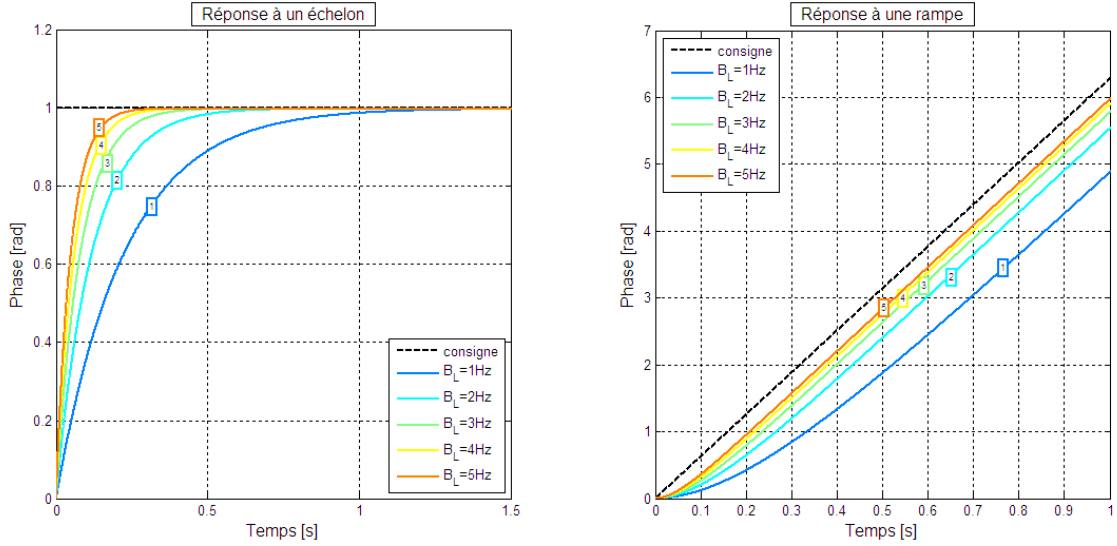 Réponse à un échelon
1.2
1
0.8
0.6
0.4
0.2
0
Phase [rad]
5
4
3
2
1
consigne
B_L=1Hz
B_L=2Hz
B_L=3Hz
B_L=4Hz
B_L=5Hz
0
0.5
1
1.5
Temps [s]
Réponse à une rampe
7
6
5
4
3
2
1
0
Phase [rad]
consigne
B_L=1Hz
B_L=2Hz
B_L=3Hz
B_L=4Hz
B_L=5Hz
5
4
3
2
1
0 0.1 0.2 0.3 0.4 0.5 0.6 0.7 0.8 0.9 1
Temps [s]